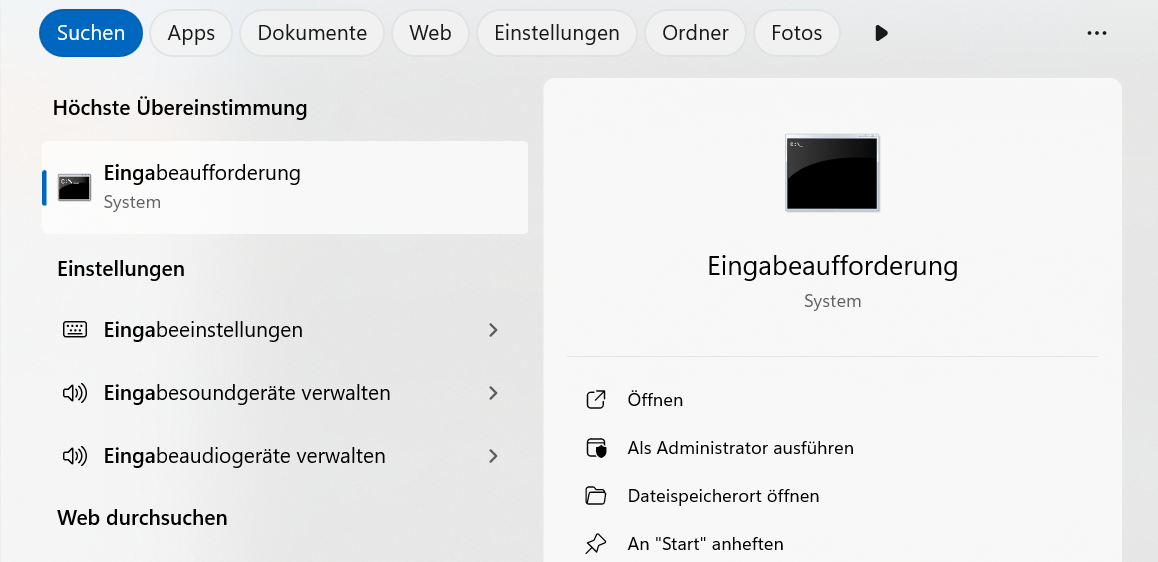 Suchen Apps Dokumente Web Einstellungen Ordner Fotos
Höchste Übereinstimmung
Eingabeaufforderung
System
Einstellungen
Eingabeeinstellungen
Eingabesoundgeräte verwalten
Eingabeaudiogeräte verwalten
Web durchsuchen
C:\_
Eingabeaufforderung
System
Öffnen
Als Administrator ausführen
Dateispeicherort öffnen
An "Start" anheften